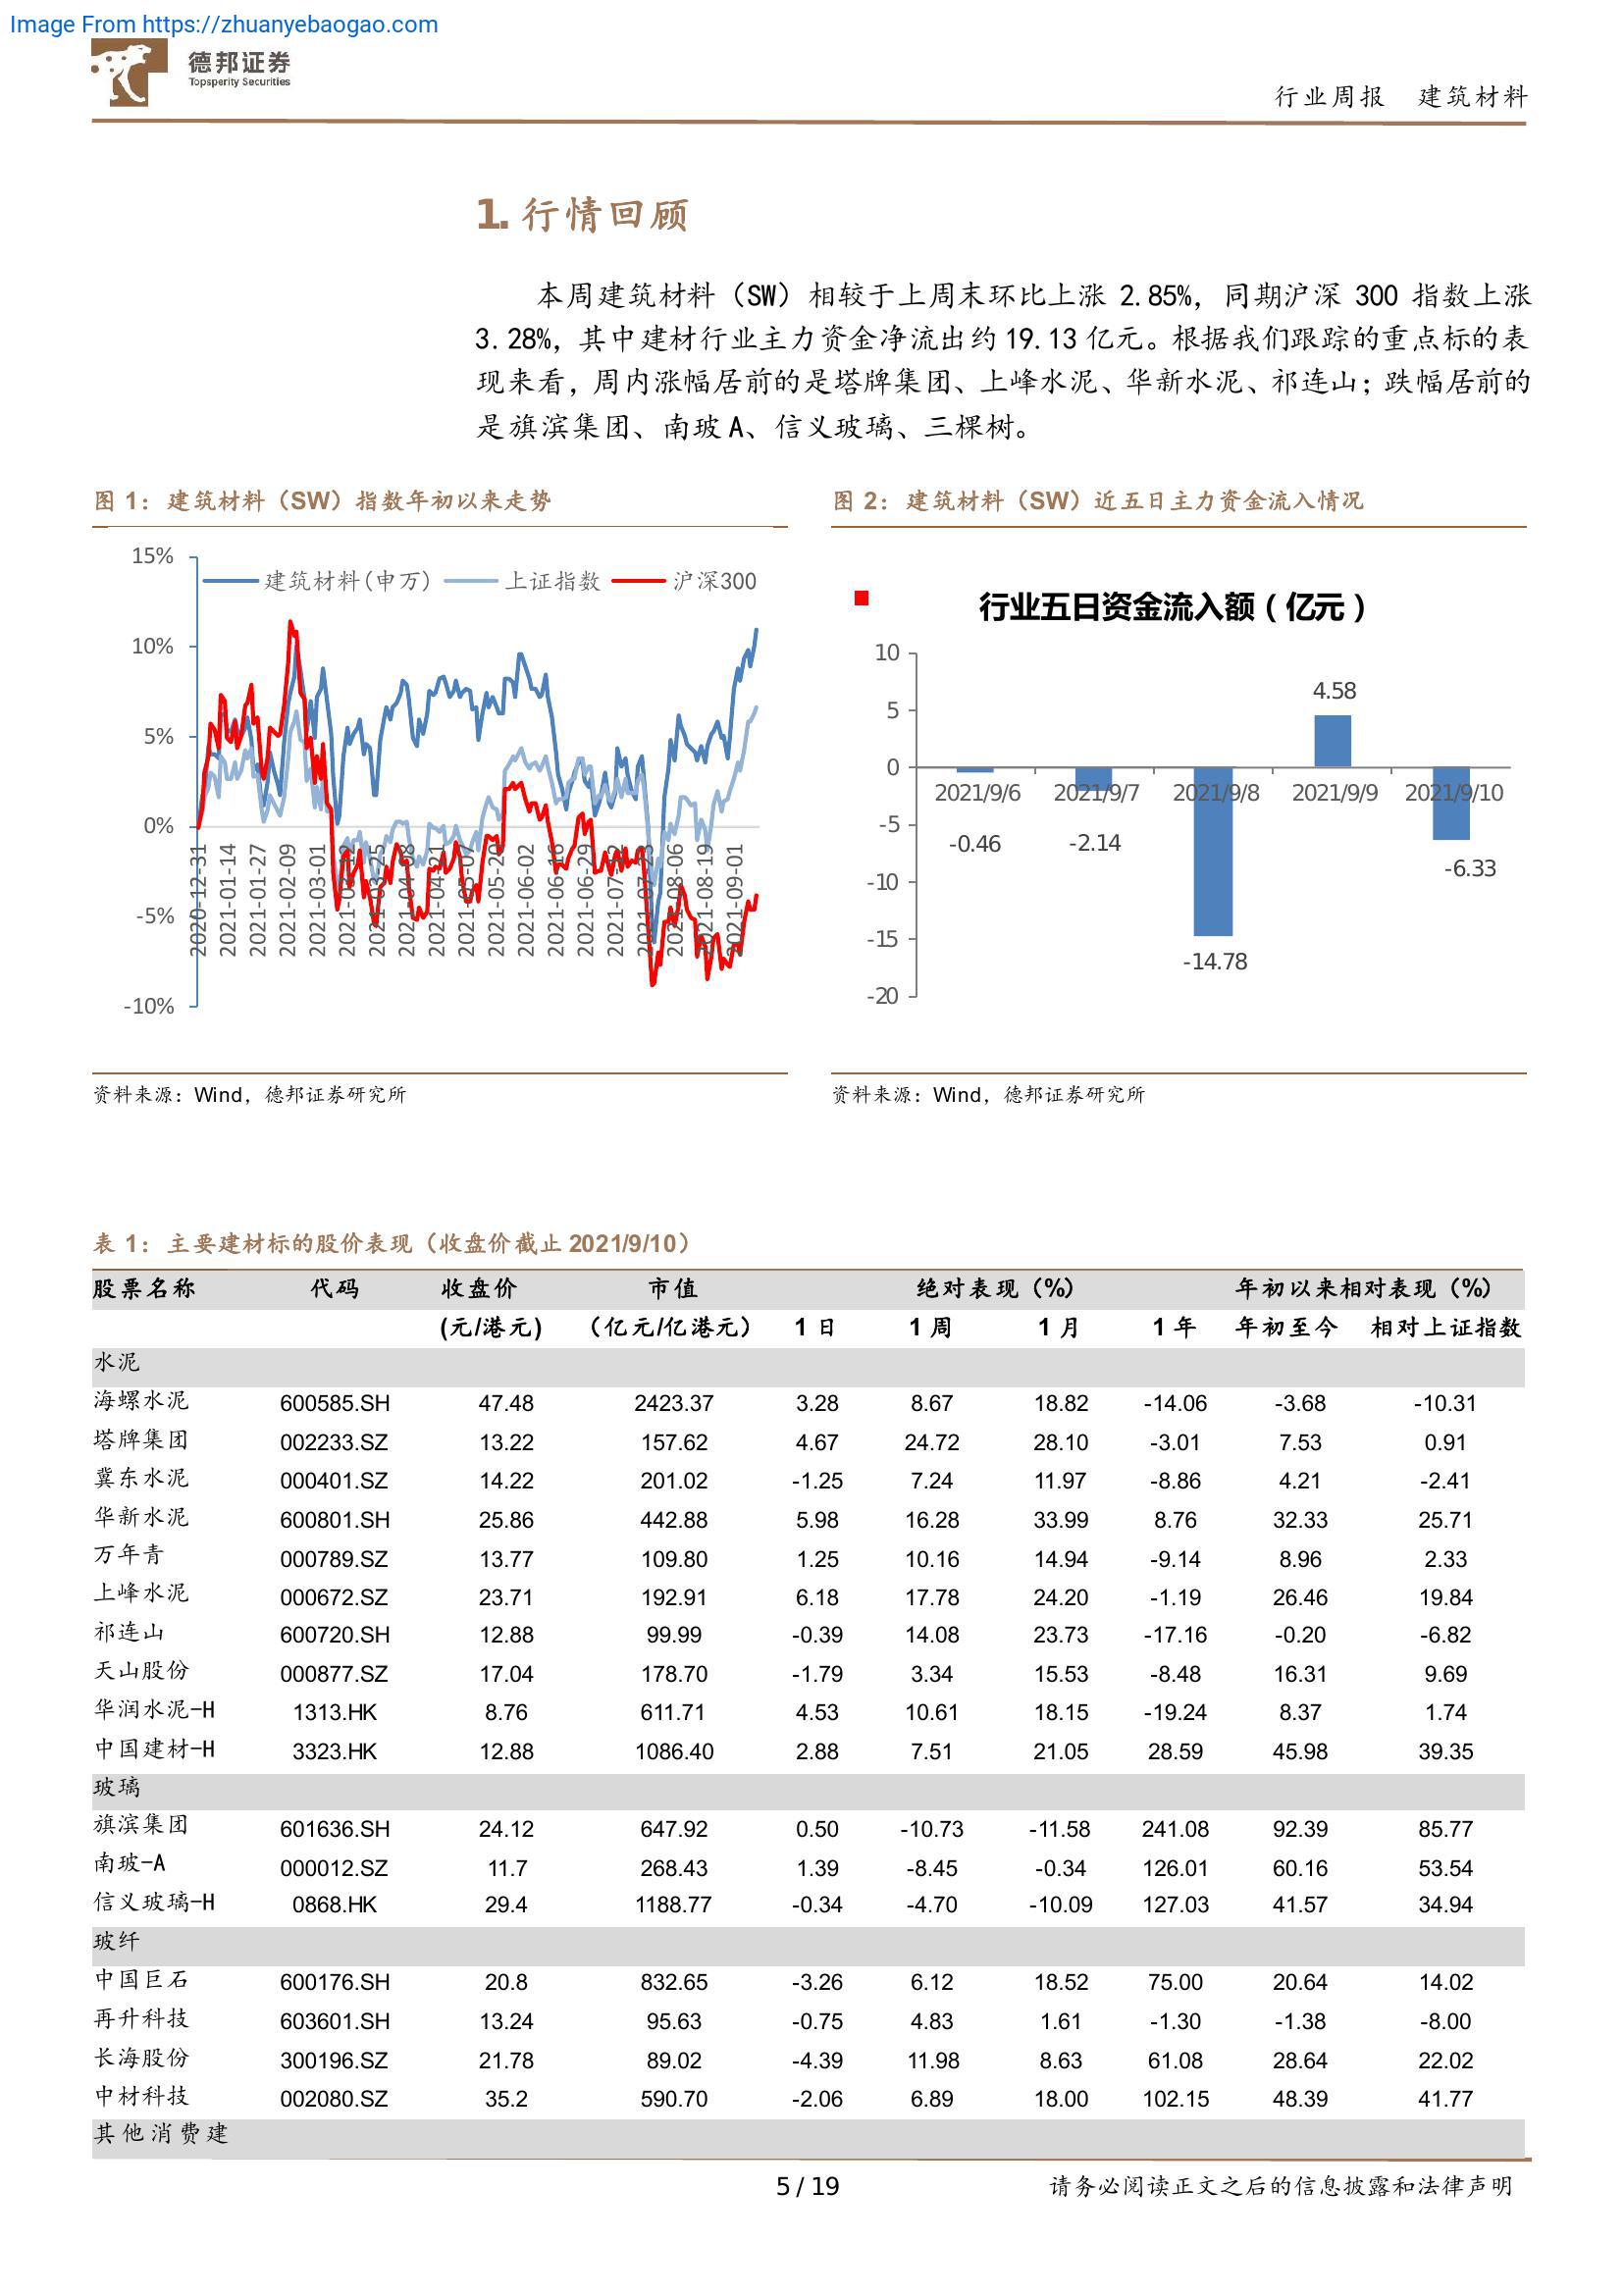 Image From https://zhuanyebaogao.com
德邦证券
Topsperity Securities
行业周报 建筑材料
1. 行情回顾
本周建筑材料（SW）相较于上周末环比上涨 2.85%，同期沪深 300 指数上涨
3.28%，其中建材行业主力资金净流出约 19.13 亿元。根据我们跟踪的重点标的表
现来看，周内涨幅居前的是塔牌集团、上峰水泥、华新水泥、祁连山；跌幅居前的
是旗滨集团、南玻 A、信义玻璃、三棵树。
图 1：建筑材料（SW）指数年初以来走势
15%
建筑材料(申万) 上证指数 沪深300
10%
5%
0%
-5%
-10%
2020-12-31
2021-01-14
2021-01-27
2021-02-09
2021-03-01
2021-03-12
2021-03-25
2021-04-08
2021-04-21
2021-05-07
2021-05-20
2021-06-02
2021-06-16
2021-06-29
2021-07-12
2021-07-23
2021-08-06
2021-08-19
2021-09-01
资料来源：Wind，德邦证券研究所
图 2：建筑材料（SW）近五日主力资金流入情况
行业五日资金流入额（亿元）
10
5
0
-5
-10
-15
-20
4.58
2021/9/6 2021/9/7 2021/9/8 2021/9/9 2021/9/10
-0.46 -2.14
-6.33
-14.78
资料来源：Wind，德邦证券研究所
表 1：主要建材标的股价表现（收盘价截止 2021/9/10）
股票名称 代码 收盘价 市值 绝对表现（%） 年初以来相对表现（%）
(元/港元) （亿元/亿港元） 1 日 1 周 1 月 1 年 年初至今 相对上证指数
水泥
海螺水泥 600585.SH 47.48 2423.37 3.28 8.67 18.82 -14.06 -3.68 -10.31
塔牌集团 002233.SZ 13.22 157.62 4.67 24.72 28.10 -3.01 7.53 0.91
冀东水泥 000401.SZ 14.22 201.02 -1.25 7.24 11.97 -8.86 4.21 -2.41
华新水泥 600801.SH 25.86 442.88 5.98 16.28 33.99 8.76 32.33 25.71
万年青 000789.SZ 13.77 109.80 1.25 10.16 14.94 -9.14 8.96 2.33
上峰水泥 000672.SZ 23.71 192.91 6.18 17.78 24.20 -1.19 26.46 19.84
祁连山 600720.SH 12.88 99.99 -0.39 14.08 23.73 -17.16 -0.20 -6.82
天山股份 000877.SZ 17.04 178.70 -1.79 3.34 15.53 -8.48 16.31 9.69
华润水泥-H 1313.HK 8.76 611.71 4.53 10.61 18.15 -19.24 8.37 1.74
中国建材-H 3323.HK 12.88 1086.40 2.88 7.51 21.05 28.59 45.98 39.35
玻璃
旗滨集团 601636.SH 24.12 647.92 0.50 -10.73 -11.58 241.08 92.39 85.77
南玻-A 000012.SZ 11.7 268.43 1.39 -8.45 -0.34 126.01 60.16 53.54
信义玻璃-H 0868.HK 29.4 1188.77 -0.34 -4.70 -10.09 127.03 41.57 34.94
玻纤
中国巨石 600176.SH 20.8 832.65 -3.26 6.12 18.52 75.00 20.64 14.02
再升科技 603601.SH 13.24 95.63 -0.75 4.83 1.61 -1.30 -1.38 -8.00
长海股份 300196.SZ 21.78 89.02 -4.39 11.98 8.63 61.08 28.64 22.02
中材科技 002080.SZ 35.2 590.70 -2.06 6.89 18.00 102.15 48.39 41.77
其他消费建
5 / 19
请务必阅读正文之后的信息披露和法律声明